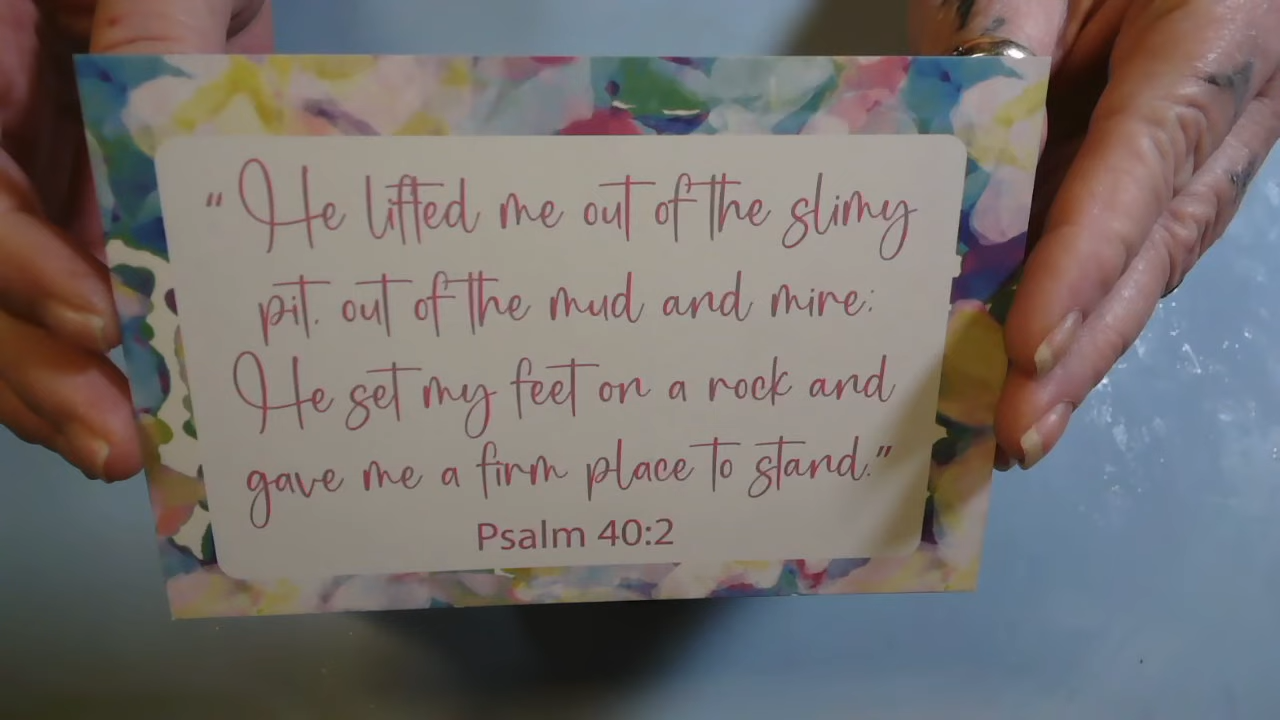 "He lifted me out of the slimy
pit, out of the mud and mire;
He set my feet on a rock and
gave me a firm place to stand."
Psalm 40:2